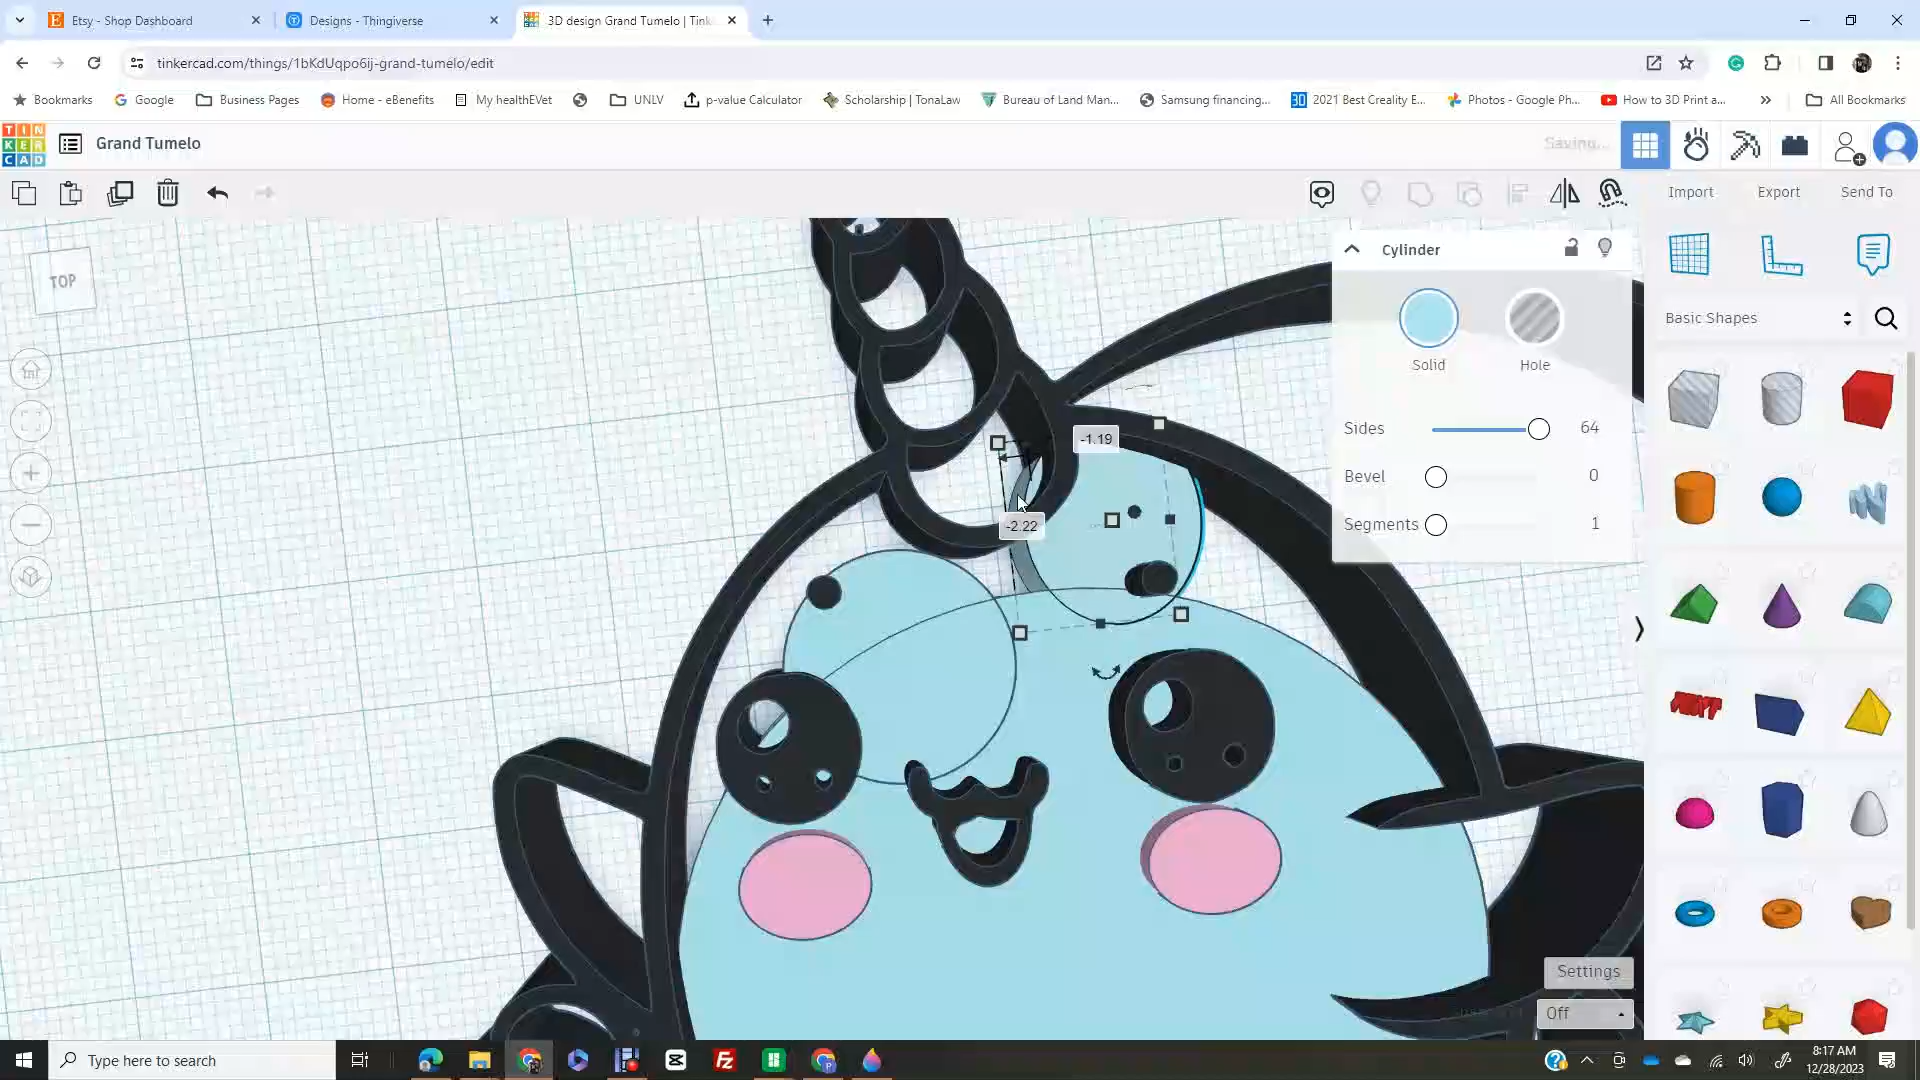 Etsy - Shop Dashboard
Designs - Thingiverse
3D design Grand Tumelo | Tink
tinkercad.com/things/1bKdUqpo6ij-grand-tumelo/edit
Bookmarks
Google
Business Pages
Home - eBenefits
My healthEVet
UNLV
p-value Calculator
Scholarship | TonaLaw
Bureau of Land Man...
Samsung financing...
2021 Best Creality E...
Photos - Google Ph...
How to 3D Print a...
All Bookmarks
TIN
KER
CAD
Grand Tumelo
Saving...
Import
Export
Send To
TOP
Cylinder
Solid
Hole
Sides
64
Bevel
0
Segments
1
Basic Shapes
-1.19
-2.22
Settings
Off
Type here to search
8:17 AM
12/28/2023